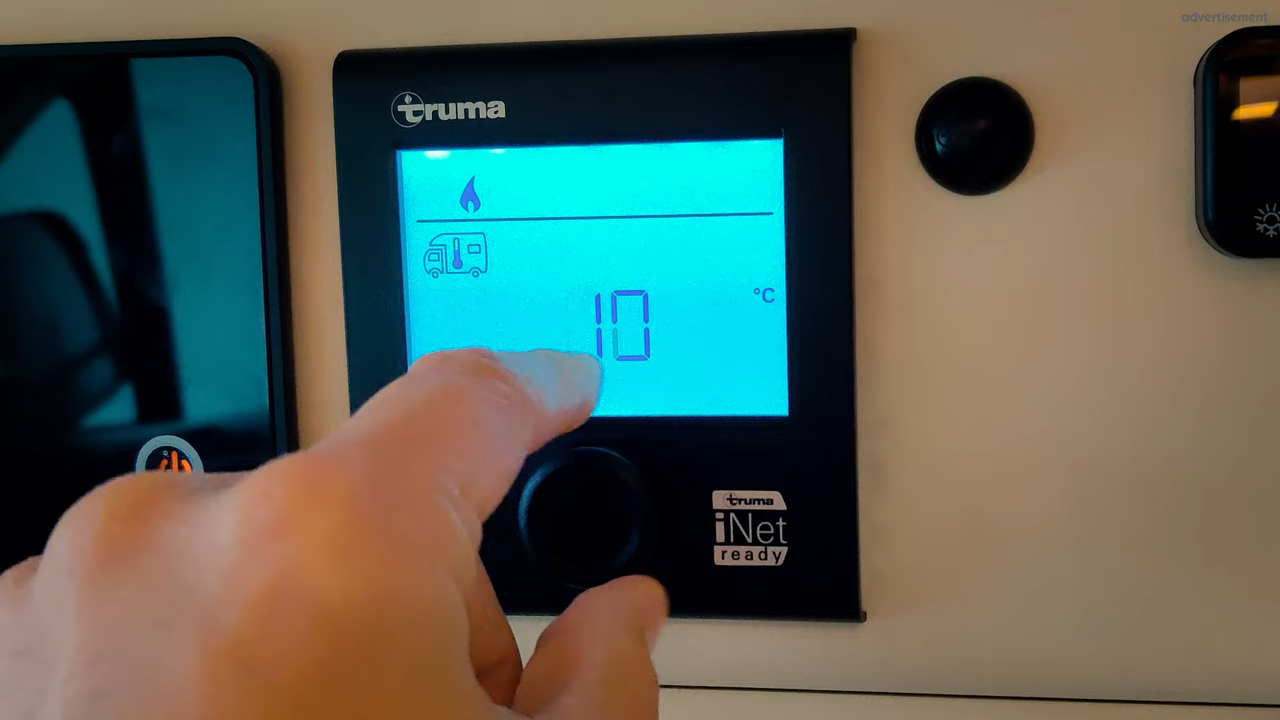 advertisement
truma
10
°C
truma
iNet
ready